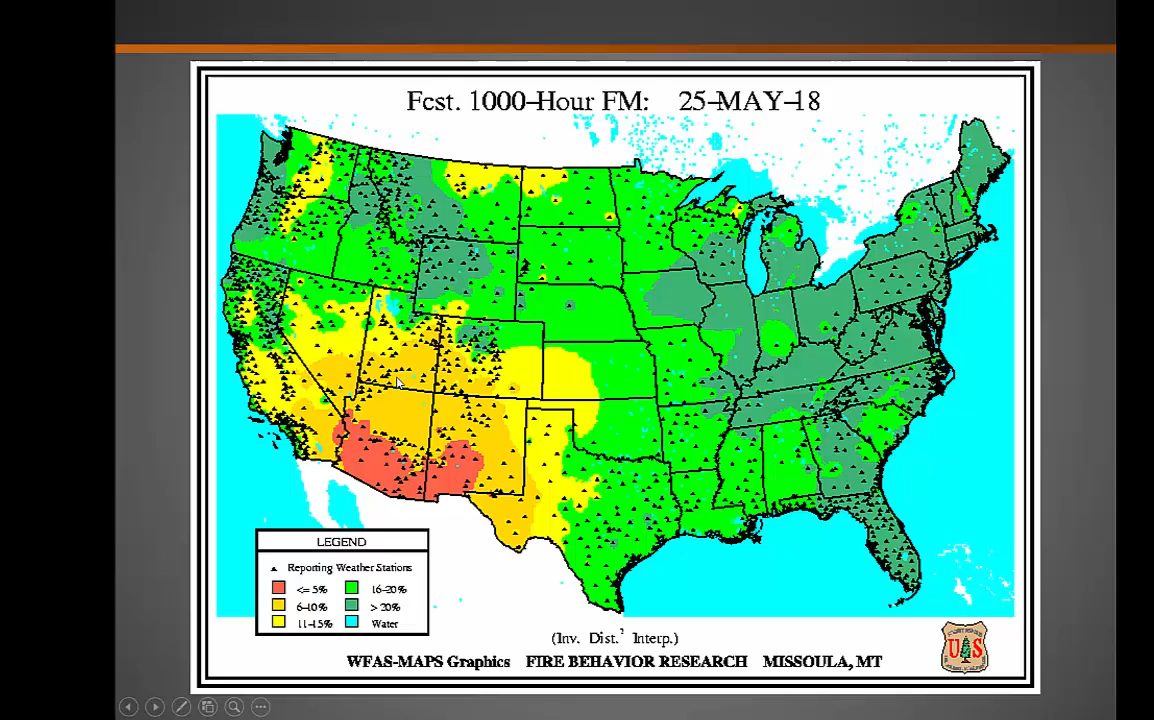 Fcst. 1000-Hour FM: 25-MAY-18
LEGEND
Reporting Weather Stations
<= 5% 16-20%
6-10% > 20%
11-15% Water
(Inv. Dist.² Interp.)
WFAS-MAPS Graphics FIRE BEHAVIOR RESEARCH MISSOULA, MT
U S